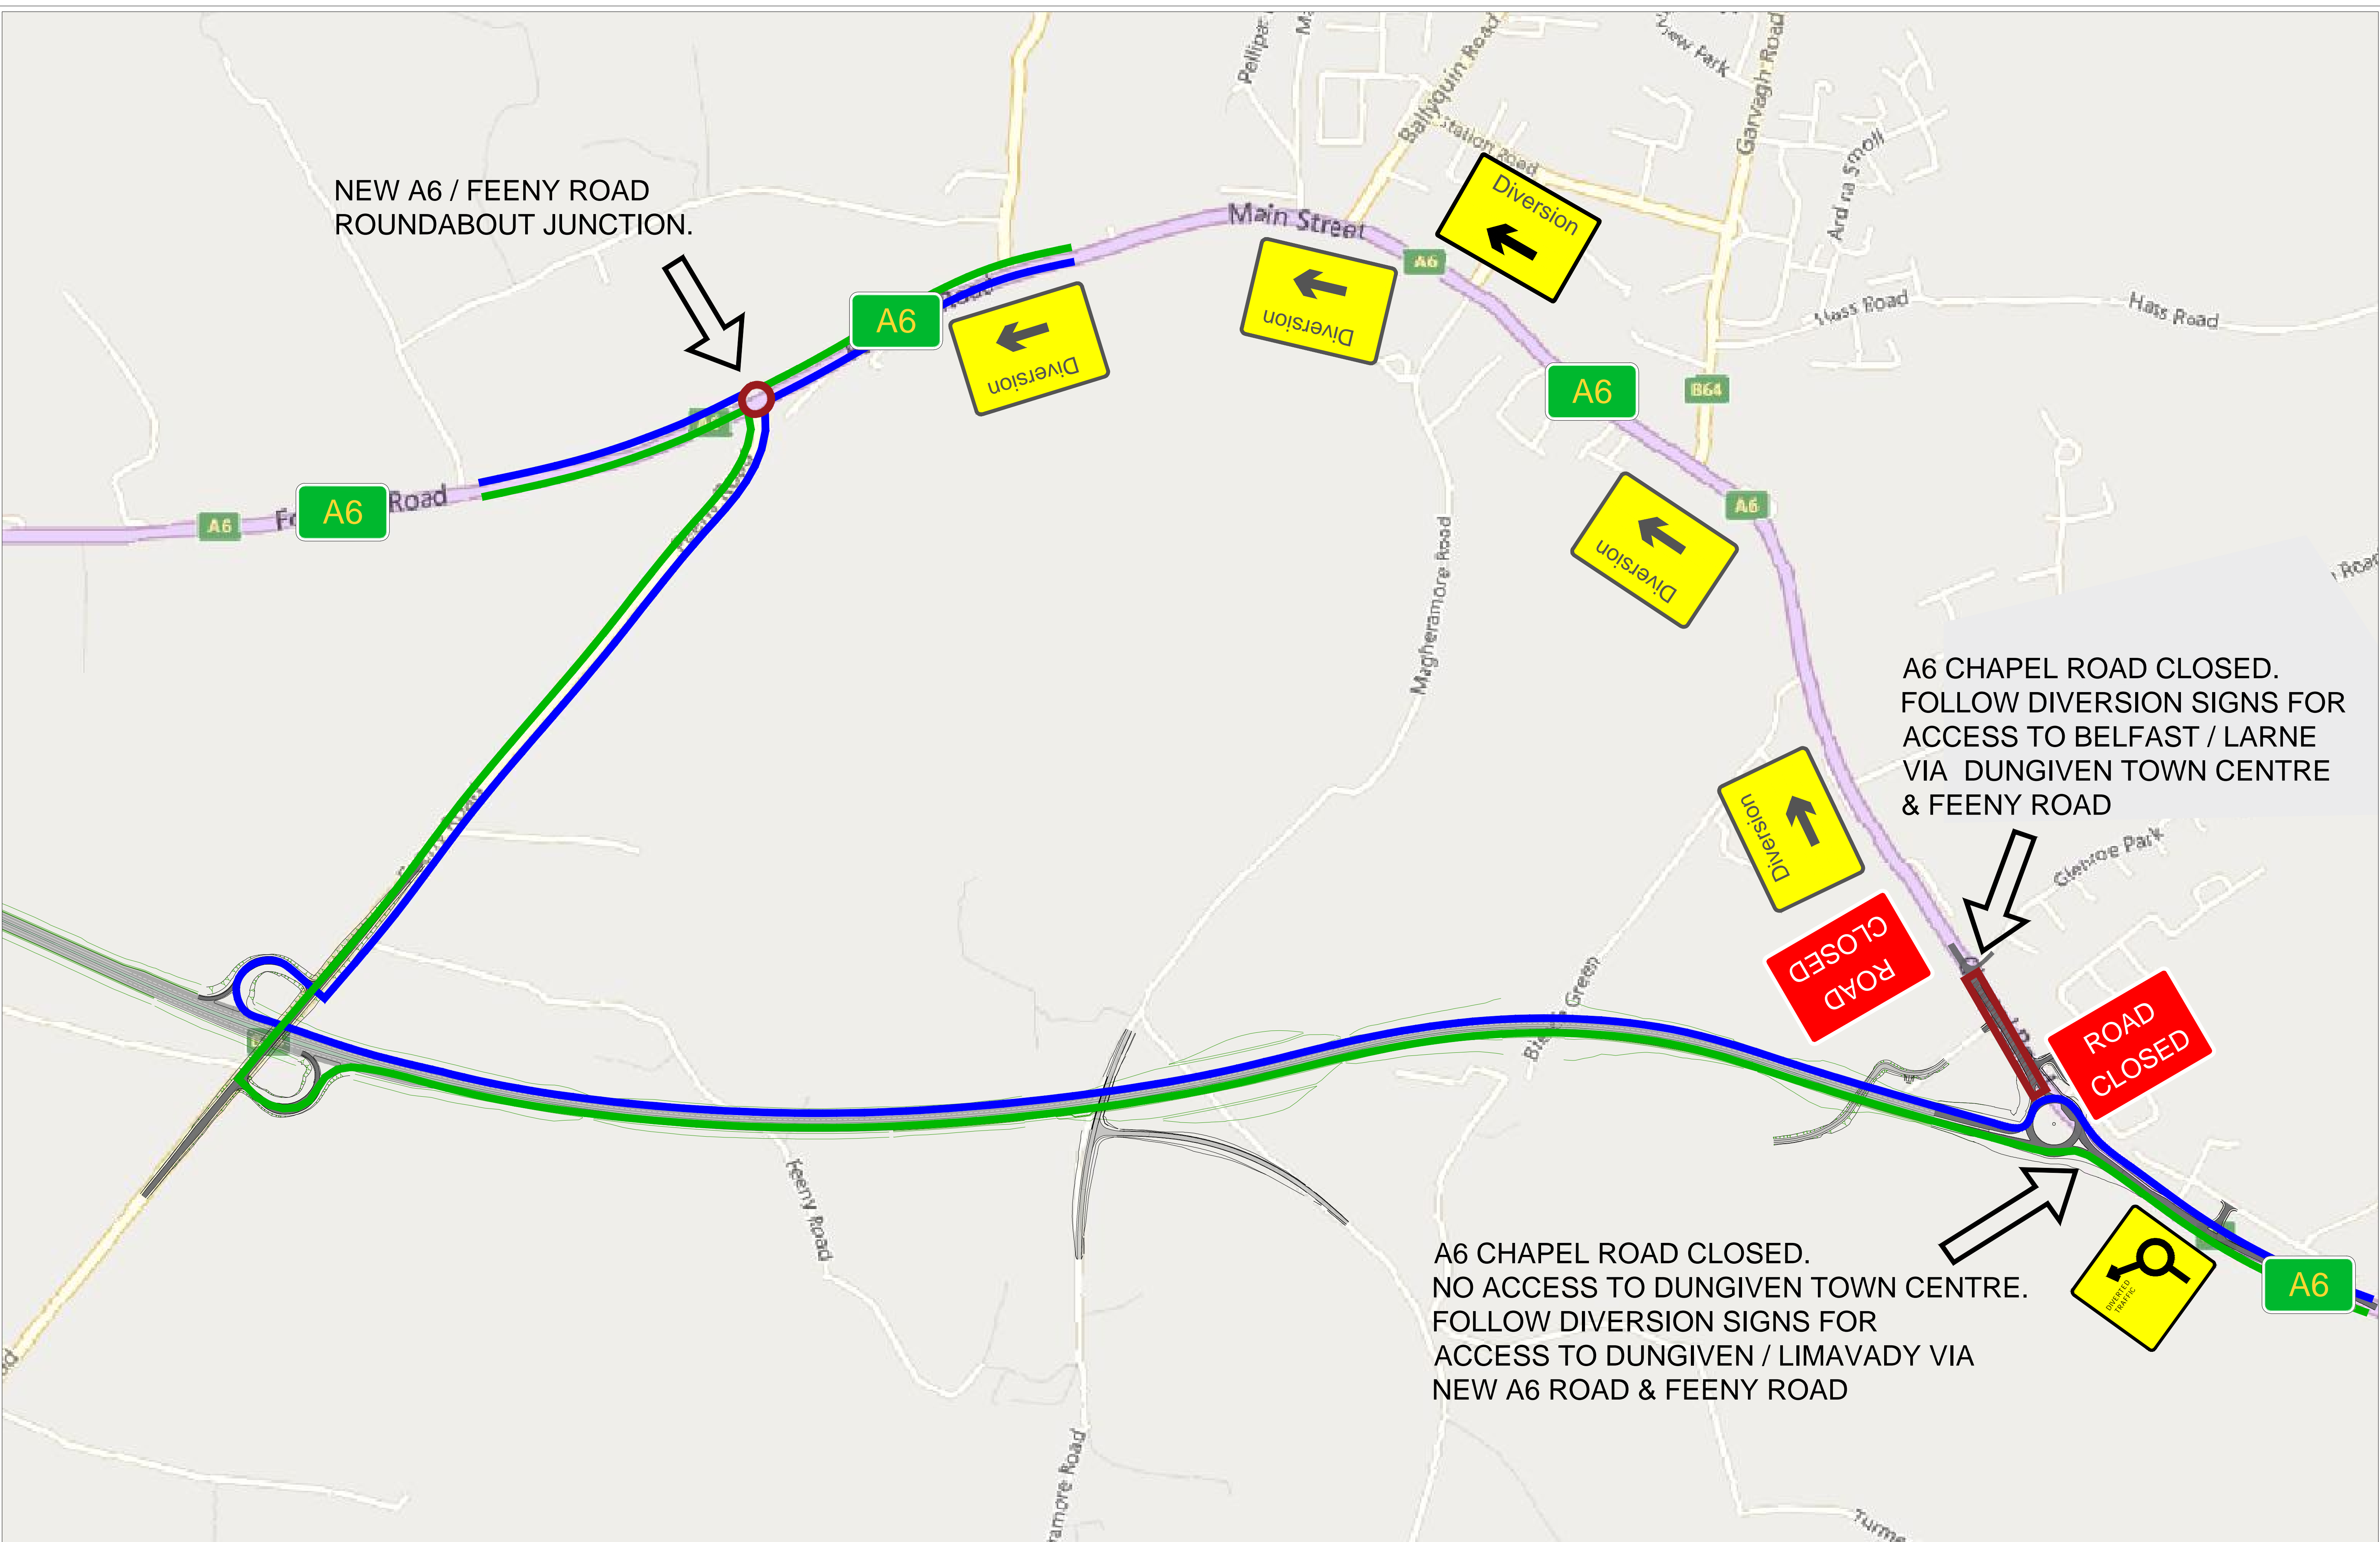 Main Street
Ballyquin Road
Station Road
Garvagh Road
Diversion
NEW A6 / FEENY ROAD
ROUNDABOUT JUNCTION.
A6
A6
Diversion
Diversion
Hass Road
Hass Road
A6
B64
A6
Road
A6
A6
Diversion
Magheramore Road
A6 CHAPEL ROAD CLOSED.
FOLLOW DIVERSION SIGNS FOR
ACCESS TO BELFAST / LARNE
VIA DUNGIVEN TOWN CENTRE
& FEENY ROAD
Diversion
Park
ROAD
CLOSED
ROAD
CLOSED
Green
Feeny Road
A6 CHAPEL ROAD CLOSED.
NO ACCESS TO DUNGIVEN TOWN CENTRE.
FOLLOW DIVERSION SIGNS FOR
ACCESS TO DUNGIVEN / LIMAVADY VIA
NEW A6 ROAD & FEENY ROAD
DIVERTED
TRAFFIC
A6
Road